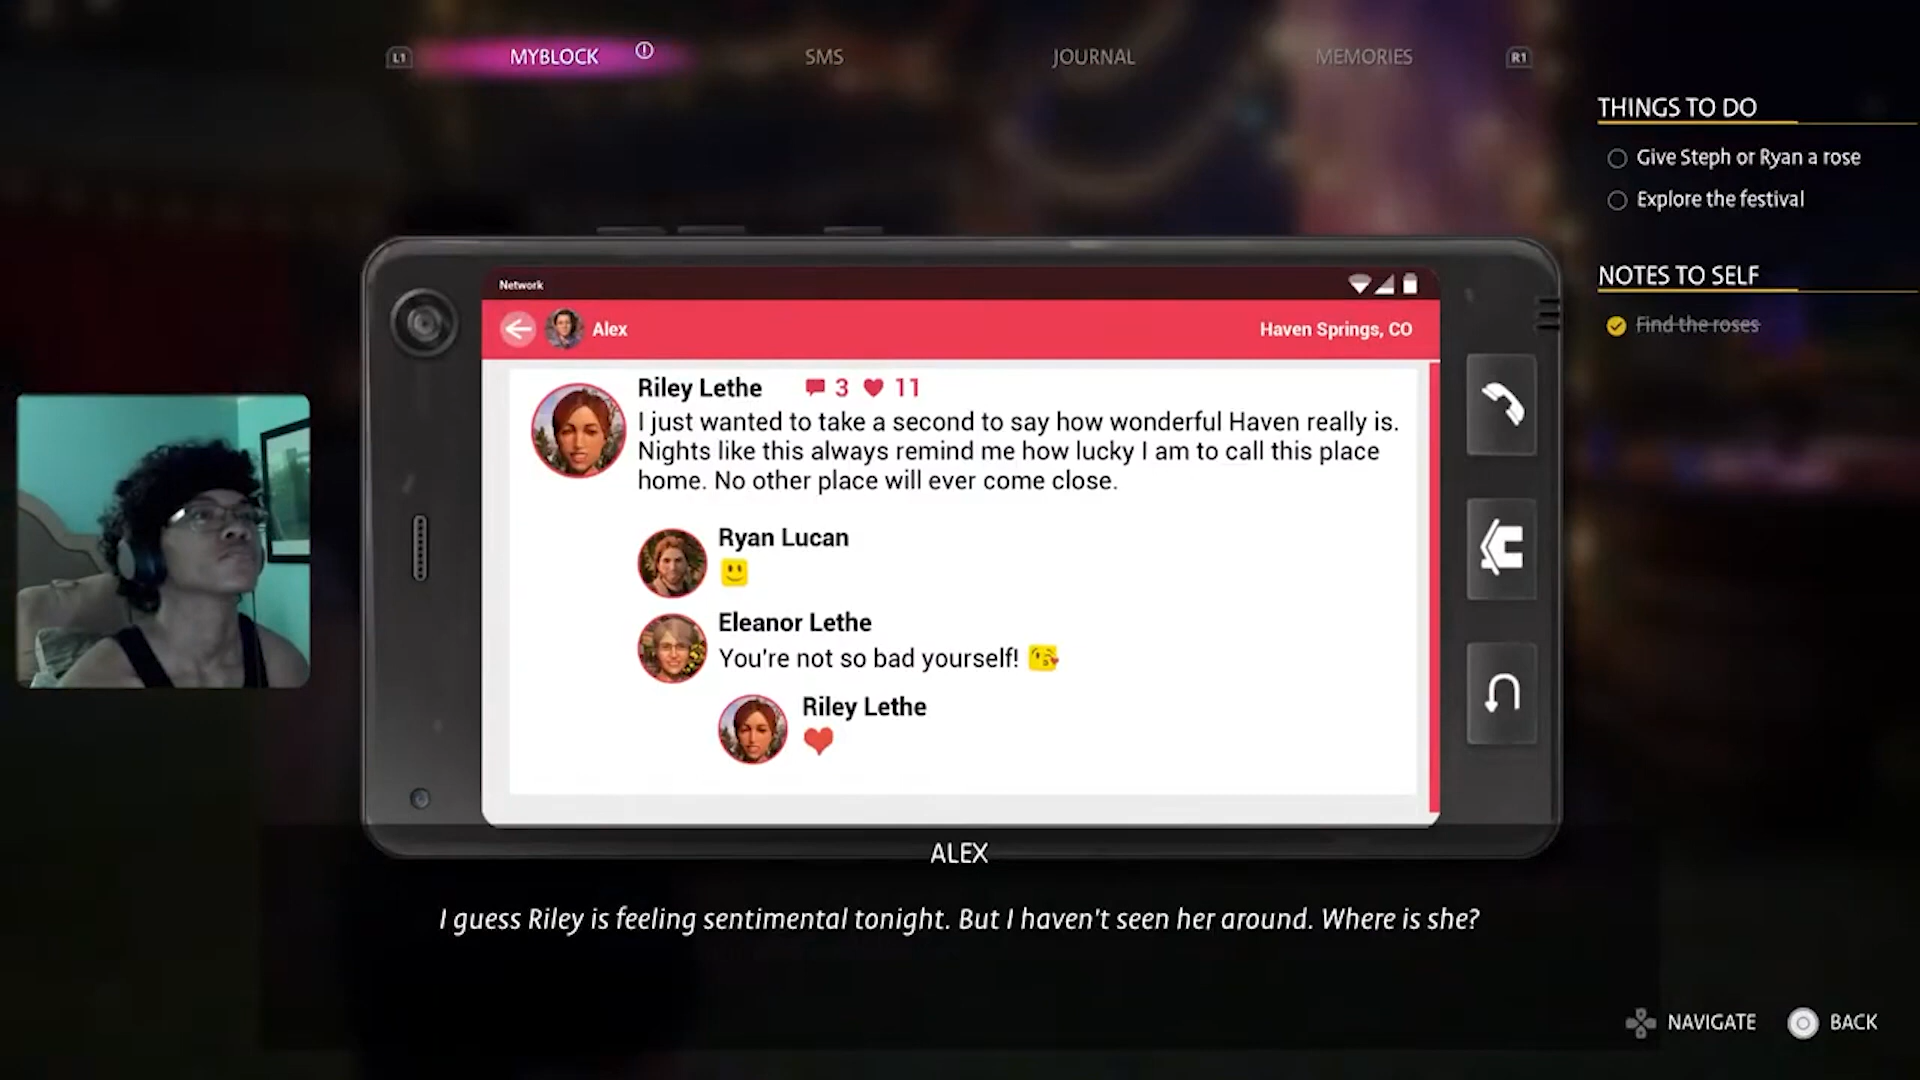 L1
MYBLOCK
SMS
JOURNAL
MEMORIES
R1
THINGS TO DO
Give Steph or Ryan a rose
Explore the festival
NOTES TO SELF
Find the roses
Network
Alex
Haven Springs, CO
Riley Lethe 3 11
I just wanted to take a second to say how wonderful Haven really is.
Nights like this always remind me how lucky I am to call this place
home. No other place will ever come close.
Ryan Lucan
Eleanor Lethe
You're not so bad yourself!
Riley Lethe
ALEX
I guess Riley is feeling sentimental tonight. But I haven't seen her around. Where is she?
NAVIGATE
BACK